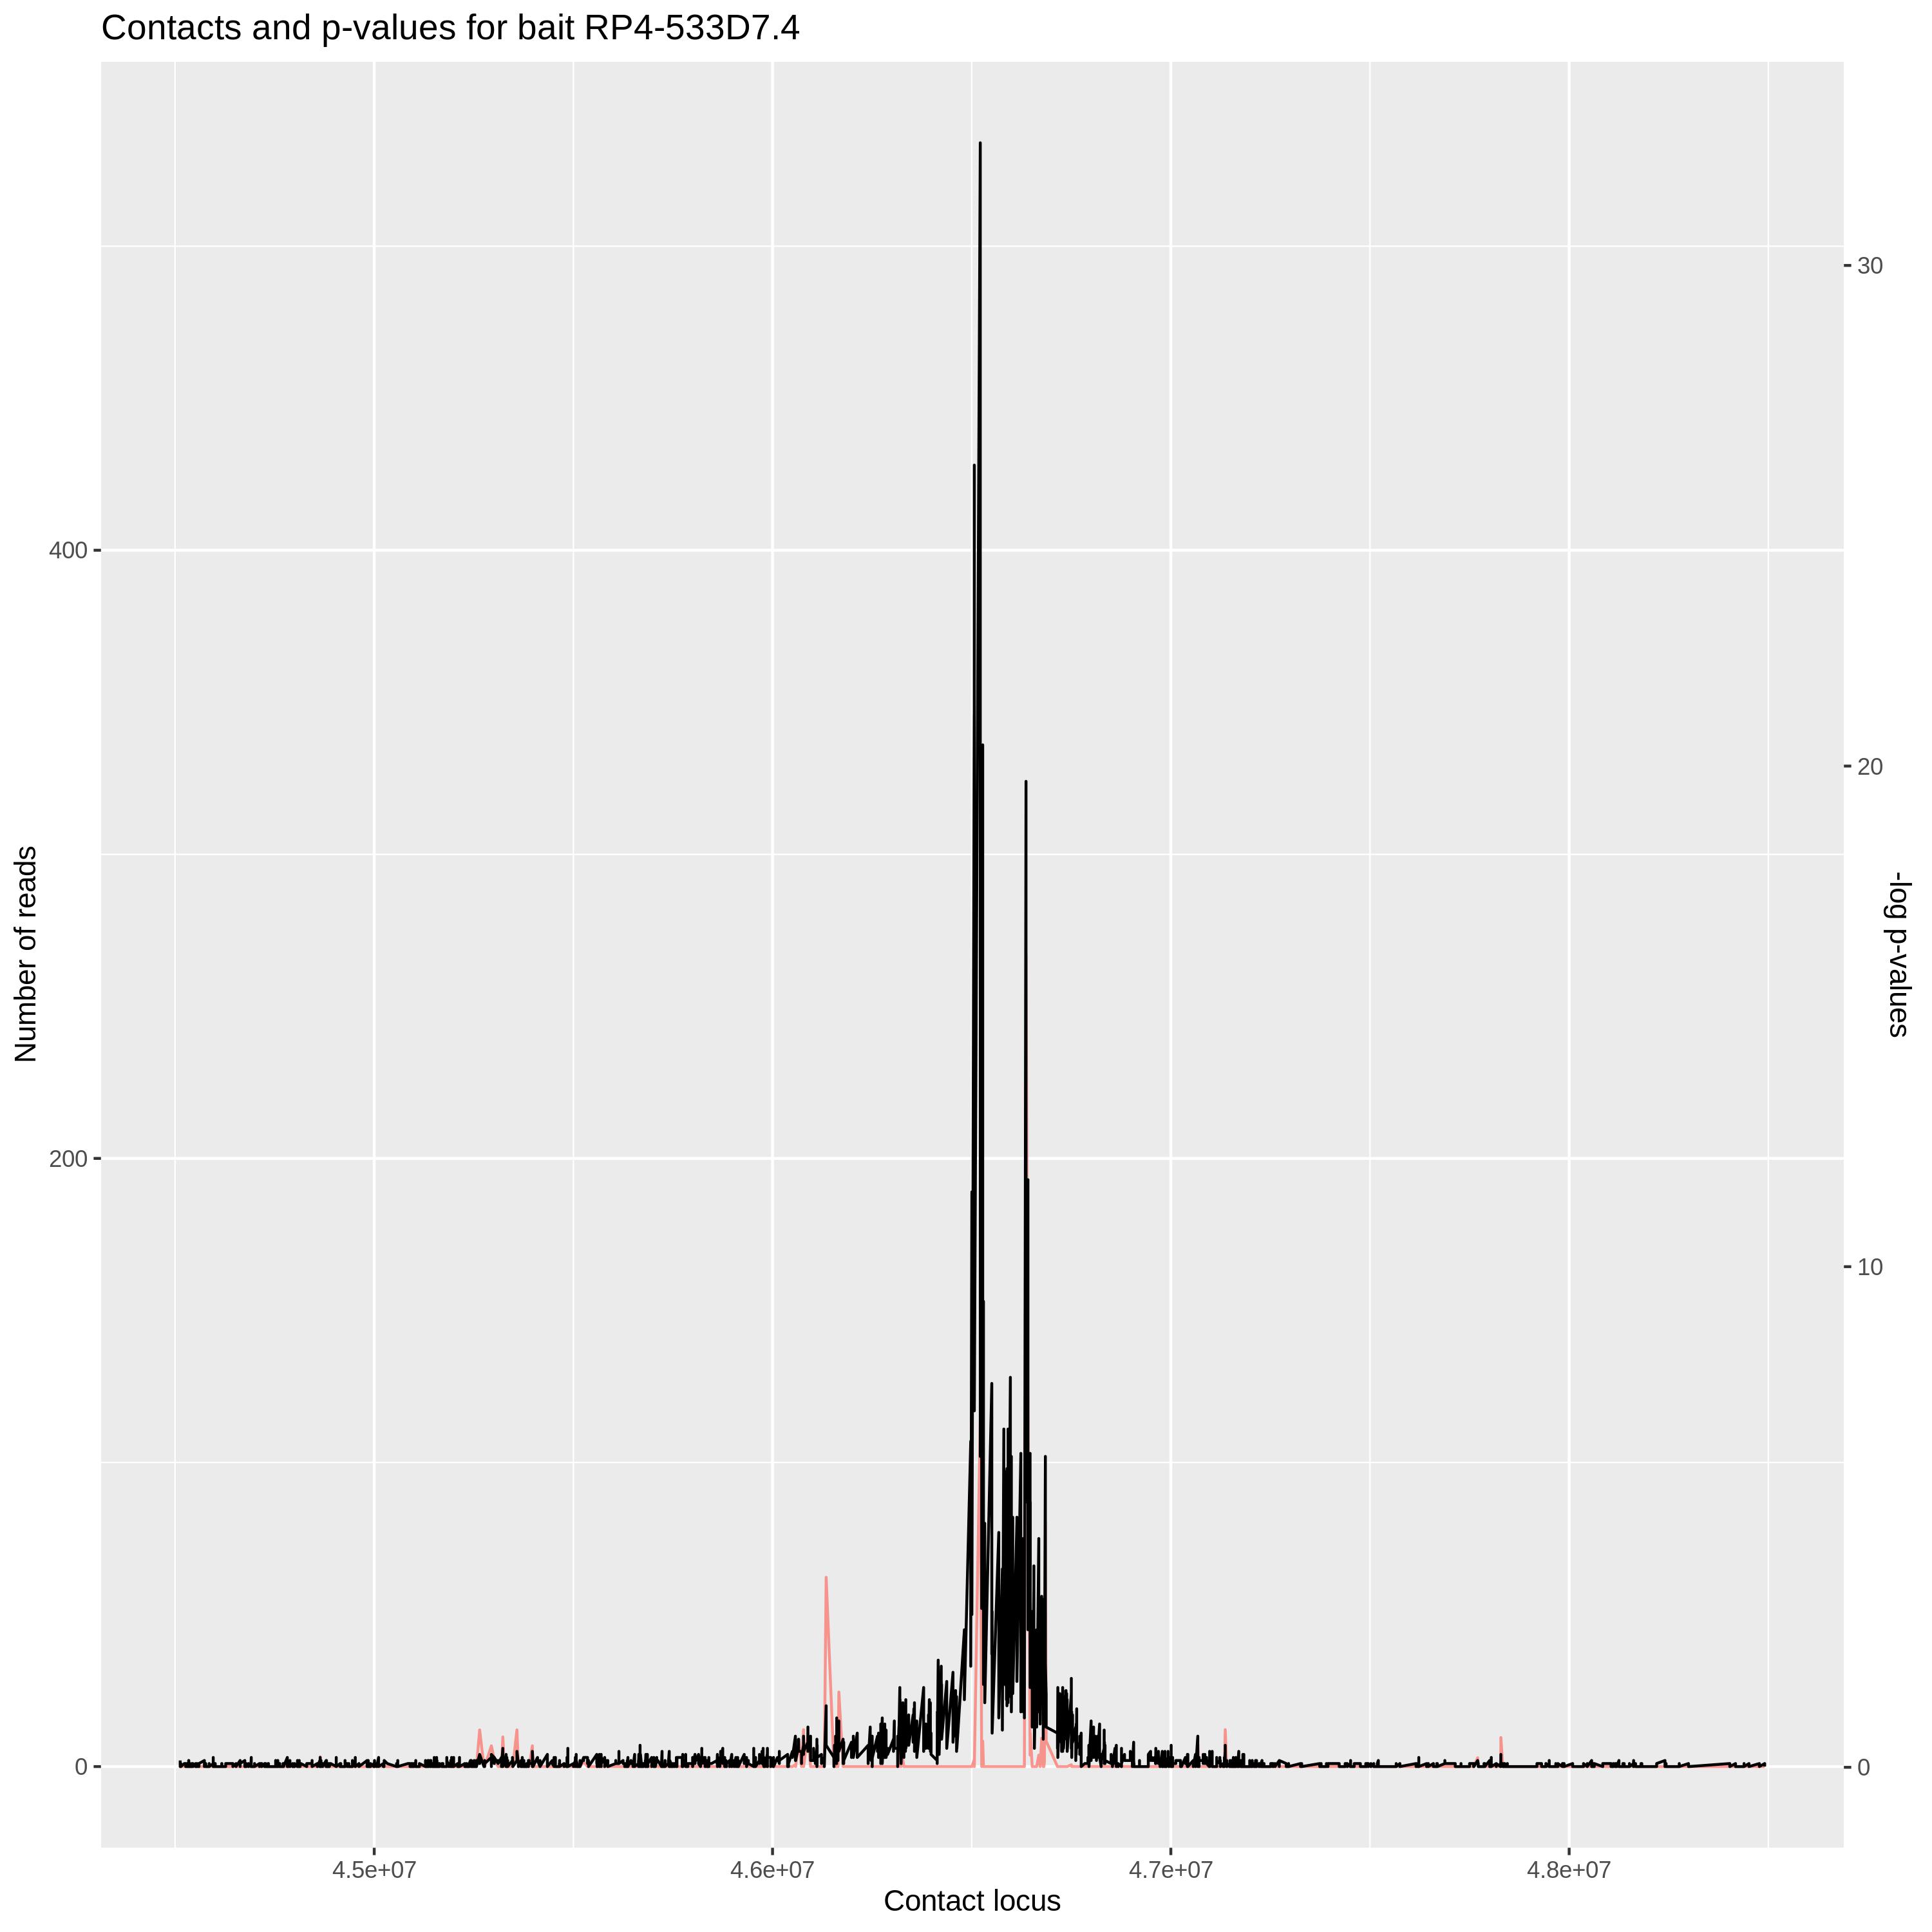 Contacts and p-values for bait RP4-533D7.4
400
200
0
Number of reads
30
20
10
0
-log p-values
4.5e+07
4.6e+07
4.7e+07
4.8e+07
Contact locus